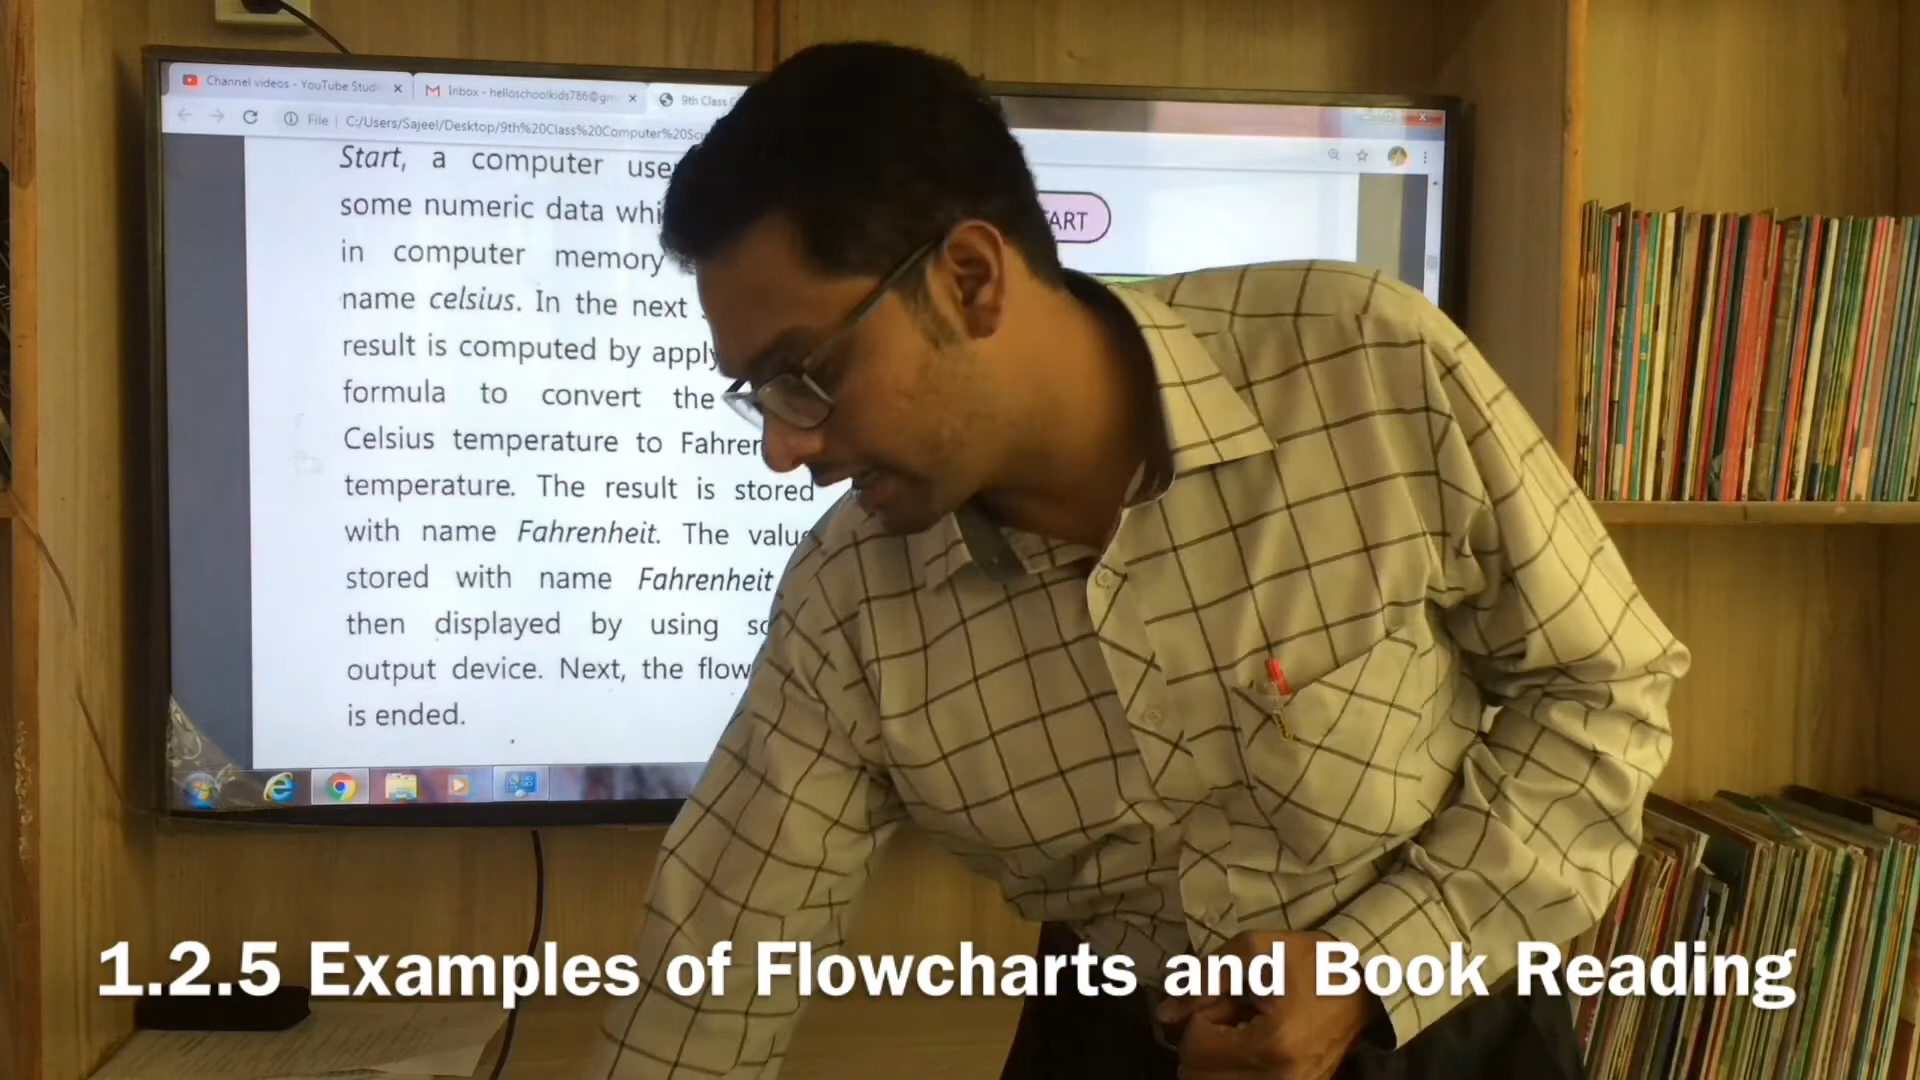 Channel videos - YouTube Stud
Inbox - helloschoolkids786@gm
9th Class
File | C:/Users/Sajeel/Desktop/9th%20Class%20Computer%20Sc
Start, a computer use
some numeric data whi
in computer memory
name celsius. In the next
result is computed by apply
formula to convert the
Celsius temperature to Fahren
temperature. The result is stored
with name Fahrenheit. The value
stored with name Fahrenheit
then displayed by using so
output device. Next, the flow
is ended.
ART
1.2.5 Examples of Flowcharts and Book Reading